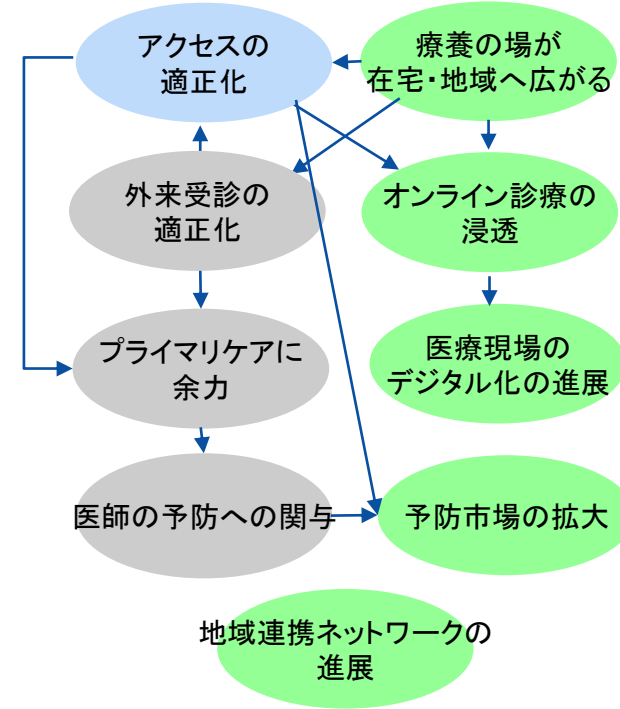 アクセスの
適正化
療養の場が
在宅・地域へ広がる
外来受診の
適正化
オンライン診療の
浸透
プライマリケアに
余力
医療現場の
デジタル化の進展
医師の予防への関与
予防市場の拡大
地域連携ネットワークの
進展